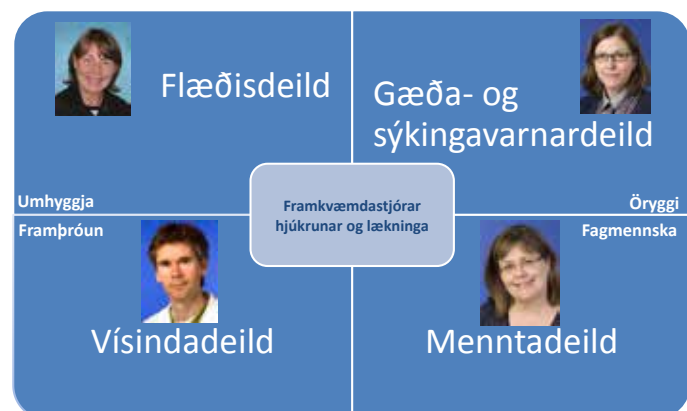 Flæðisdeild
Gæða- og
sýkingavarnardeild
Umhyggja
Öryggi
Framkvæmdastjórar
hjúkrunar og lækninga
Framþróun
Fagmennska
Vísindadeild
Menntadeild